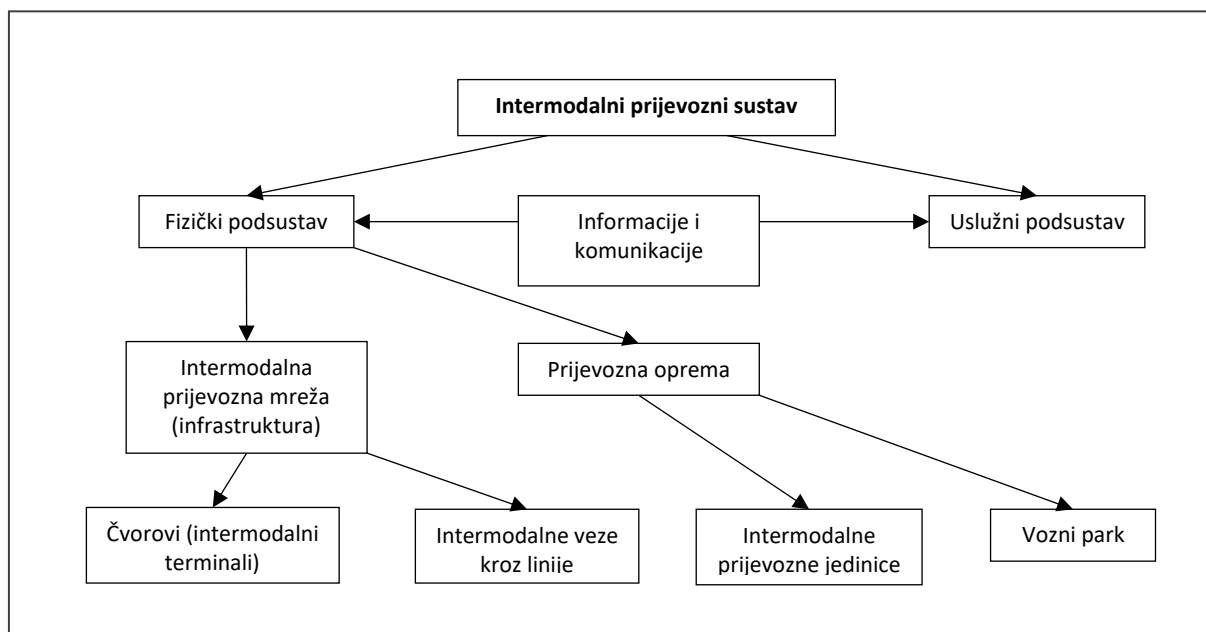 Intermodalni prijevozni sustav
Fizički podsustav
Informacije i
komunikacije
Uslužni podsustav
Intermodalna
prijevozna mreža
(infrastruktura)
Prijevozna oprema
Čvorovi (intermodalni
terminali)
Intermodalne veze
kroz linije
Intermodalne
prijevozne jedinice
Vozni park